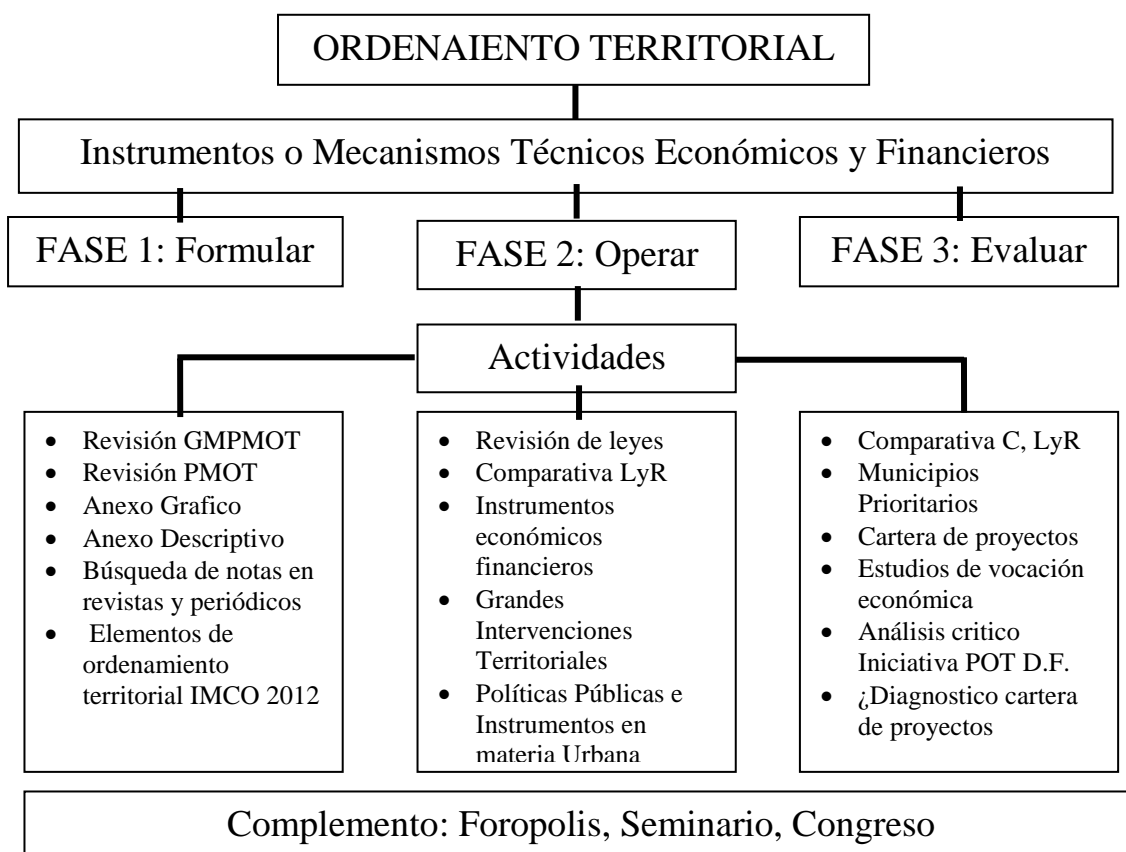 ORDENAIENTO TERRITORIAL
Instrumentos o Mecanismos Técnicos Económicos y Financieros
FASE 1: Formular
FASE 2: Operar
FASE 3: Evaluar
Actividades
• Revisión GMPMOT
• Revisión PMOT
• Anexo Grafico
• Anexo Descriptivo
• Búsqueda de notas en
revistas y periódicos
• Elementos de
ordenamiento
territorial IMCO 2012
• Revisión de leyes
• Comparativa LyR
• Instrumentos
económicos
financieros
• Grandes
Intervenciones
Territoriales
• Políticas Públicas e
Instrumentos en
materia Urbana
• Comparativa C, LyR
• Municipios
Prioritarios
• Cartera de proyectos
• Estudios de vocación
económica
• Análisis critico
Iniciativa POT D.F.
• ¿Diagnostico cartera
de proyectos
Complemento: Foropolis, Seminario, Congreso